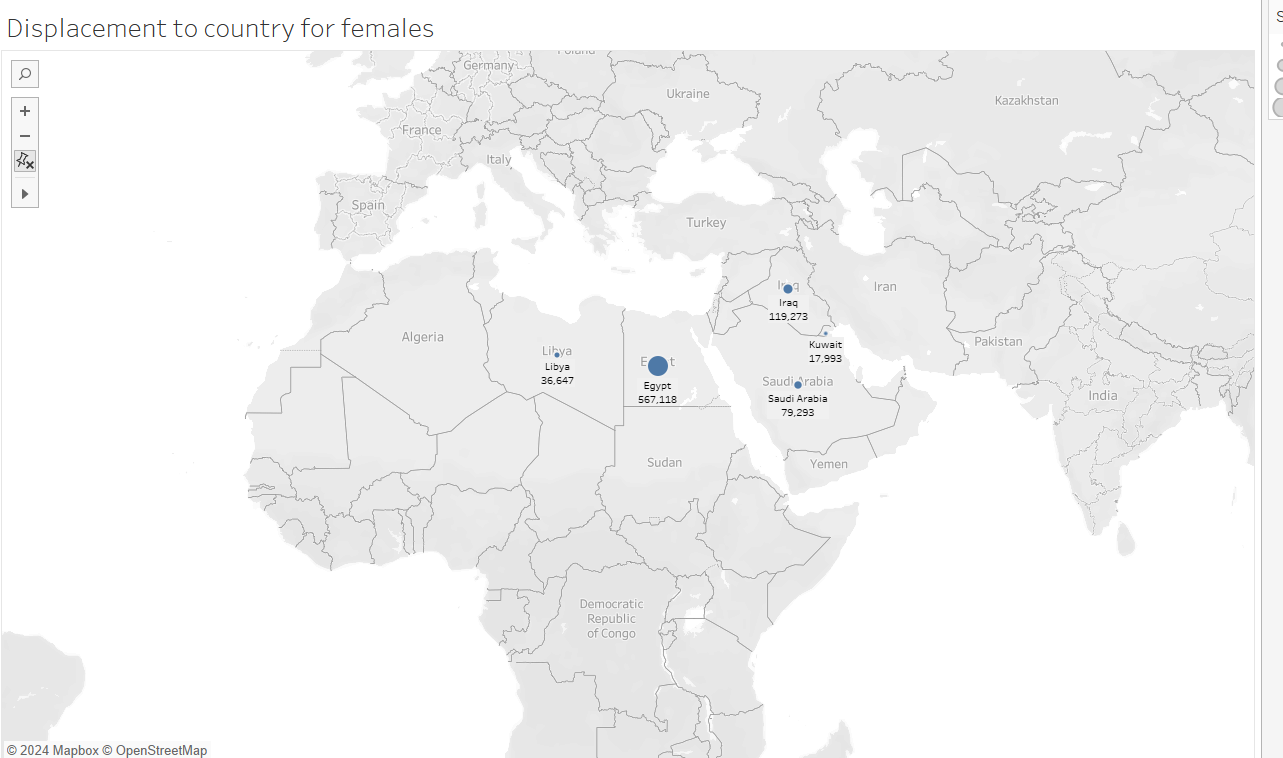 Displacement to country for females
S
Poland
Germany
Ukraine
Kazakhstan
France
Italy
Spain
Turkey
Iraq
Iraq
119,273
Iran
Algeria
Libya
Libya
36,647
Egypt
Egypt
567,118
Kuwait
17,993
Pakistan
Saudi Arabia
Saudi Arabia
79,293
India
Sudan
Yemen
Democratic
Republic
of Congo
© 2024 Mapbox © OpenStreetMap